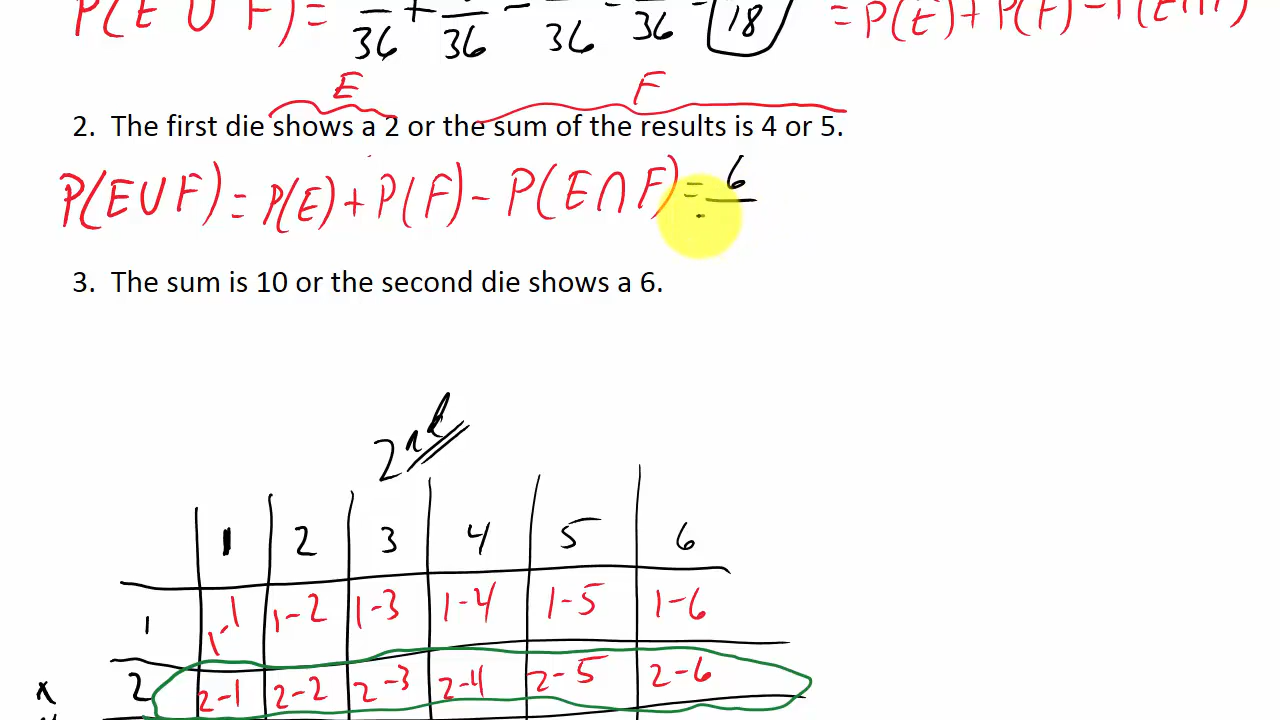 P(E ∪ F) = /36 + /36 - /36 = /36 = 18 = P(E) + P(F) - P(E∩F)
E F
2. The first die shows a 2 or the sum of the results is 4 or 5.
P(E∪F) = P(E) + P(F) - P(E∩F) = 6
3. The sum is 10 or the second die shows a 6.
2nd
1 2 3 4 5 6
1 1-1 1-2 1-3 1-4 1-5 1-6
x 2 2-1 2-2 2-3 2-4 2-5 2-6